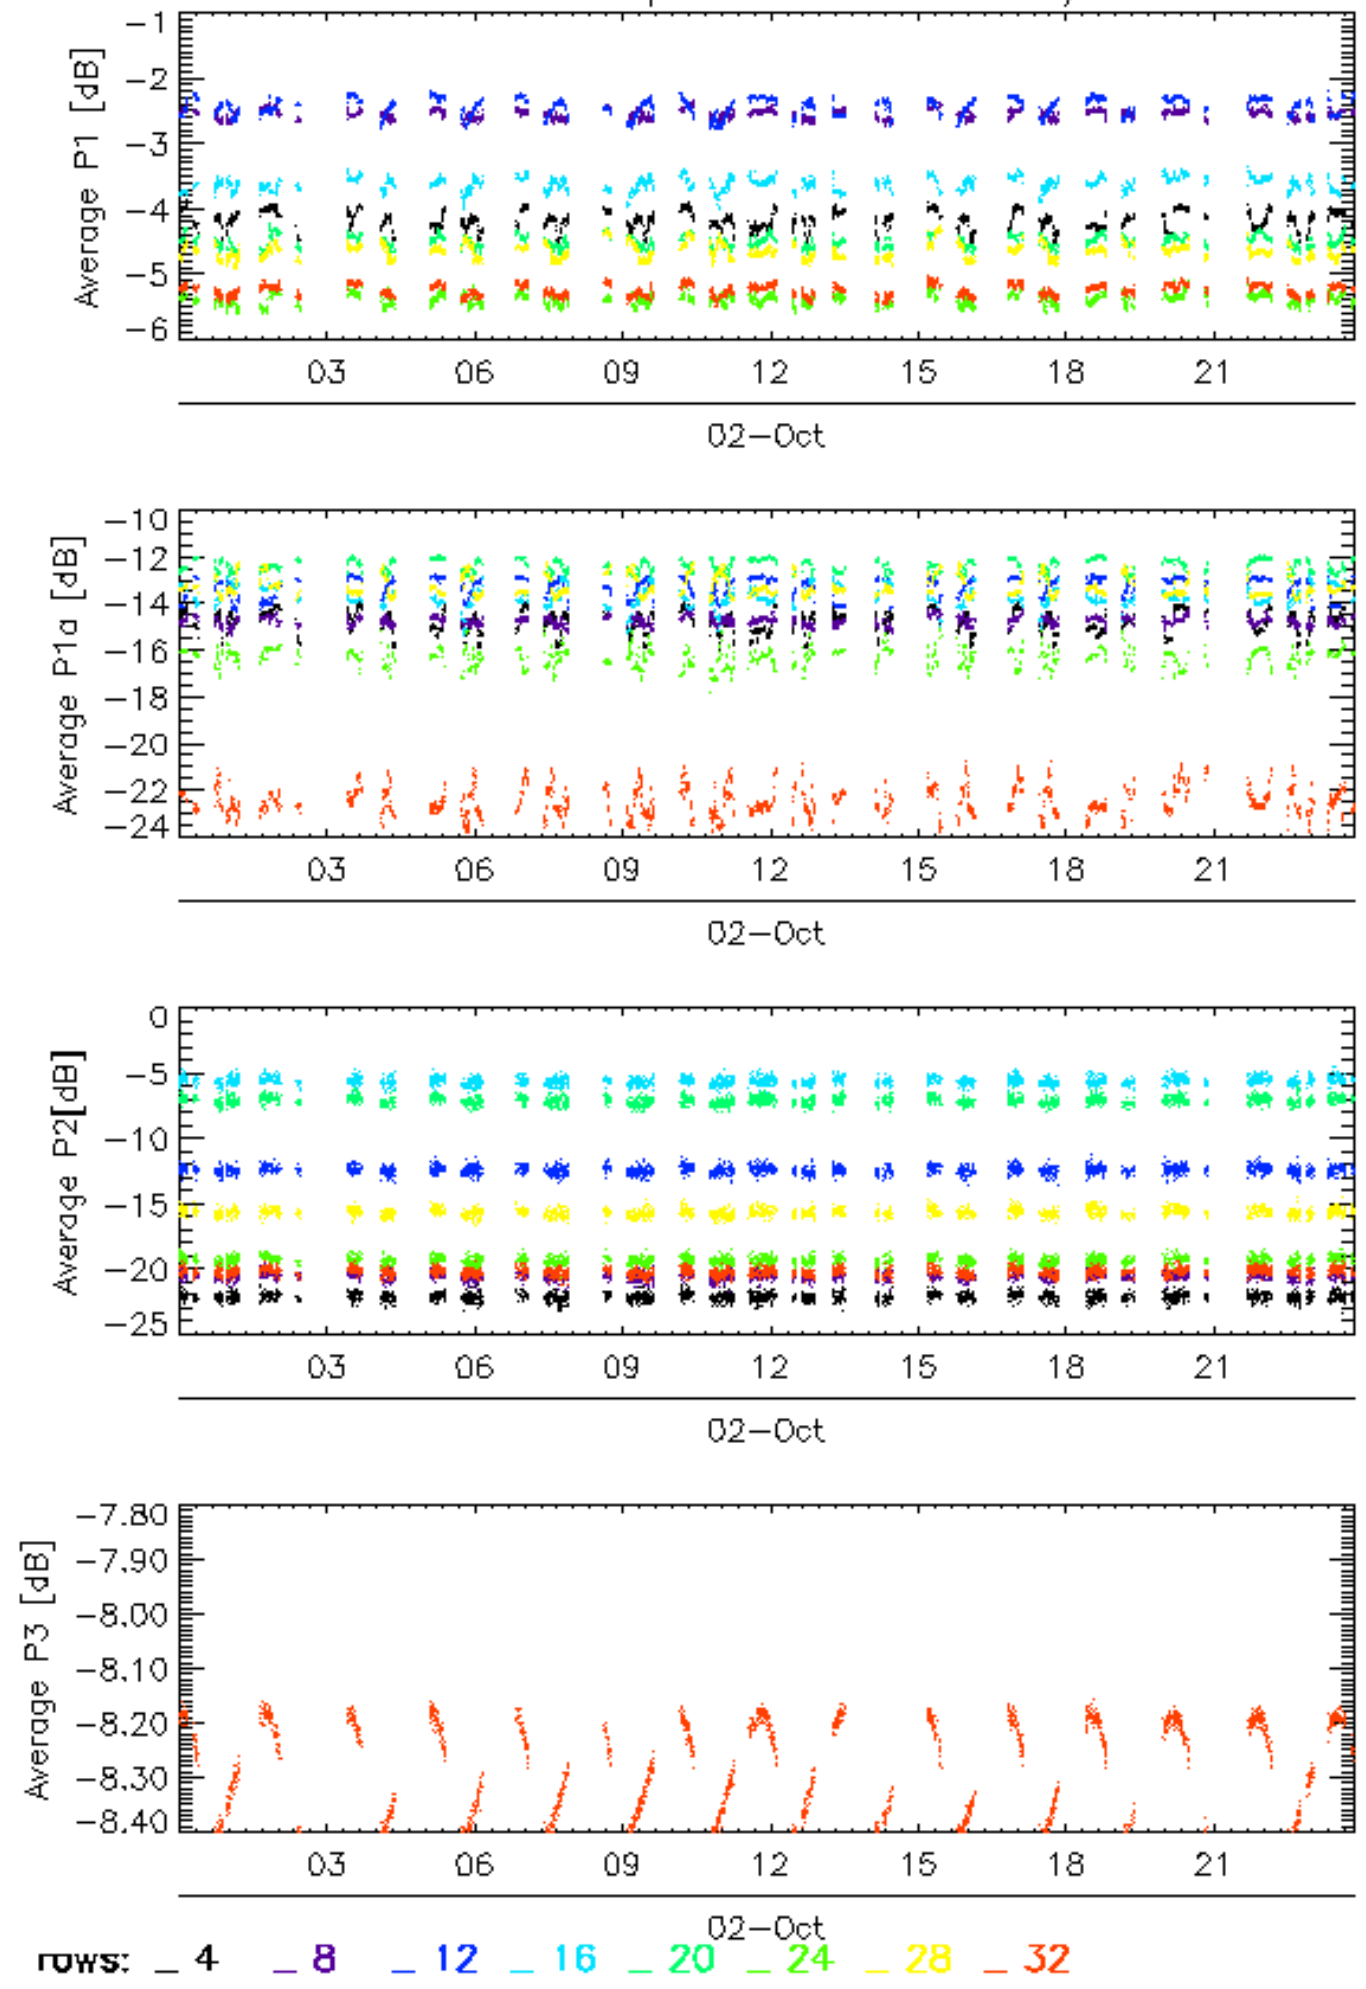 Average P1 [dB]
-1
-2
-3
-4
-5
-6
03 06 09 12 15 18 21
02-Oct
Average P1a [dB]
-10
-12
-14
-16
-18
-20
-22
-24
03 06 09 12 15 18 21
02-Oct
Average P2[dB]
0
-5
-10
-15
-20
-25
03 06 09 12 15 18 21
02-Oct
Average P3 [dB]
-7.80
-7.90
-8.00
-8.10
-8.20
-8.30
-8.40
03 06 09 12 15 18 21
02-Oct
rows: _ 4 _ 8 _ 12 _ 16 _ 20 _ 24 _ 28 _ 32